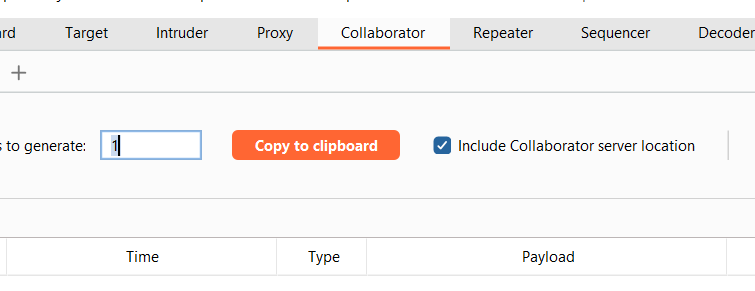 rd Target Intruder Proxy Collaborator Repeater Sequencer Decoder
+
s to generate: 1 Copy to clipboard Include Collaborator server location
Time Type Payload